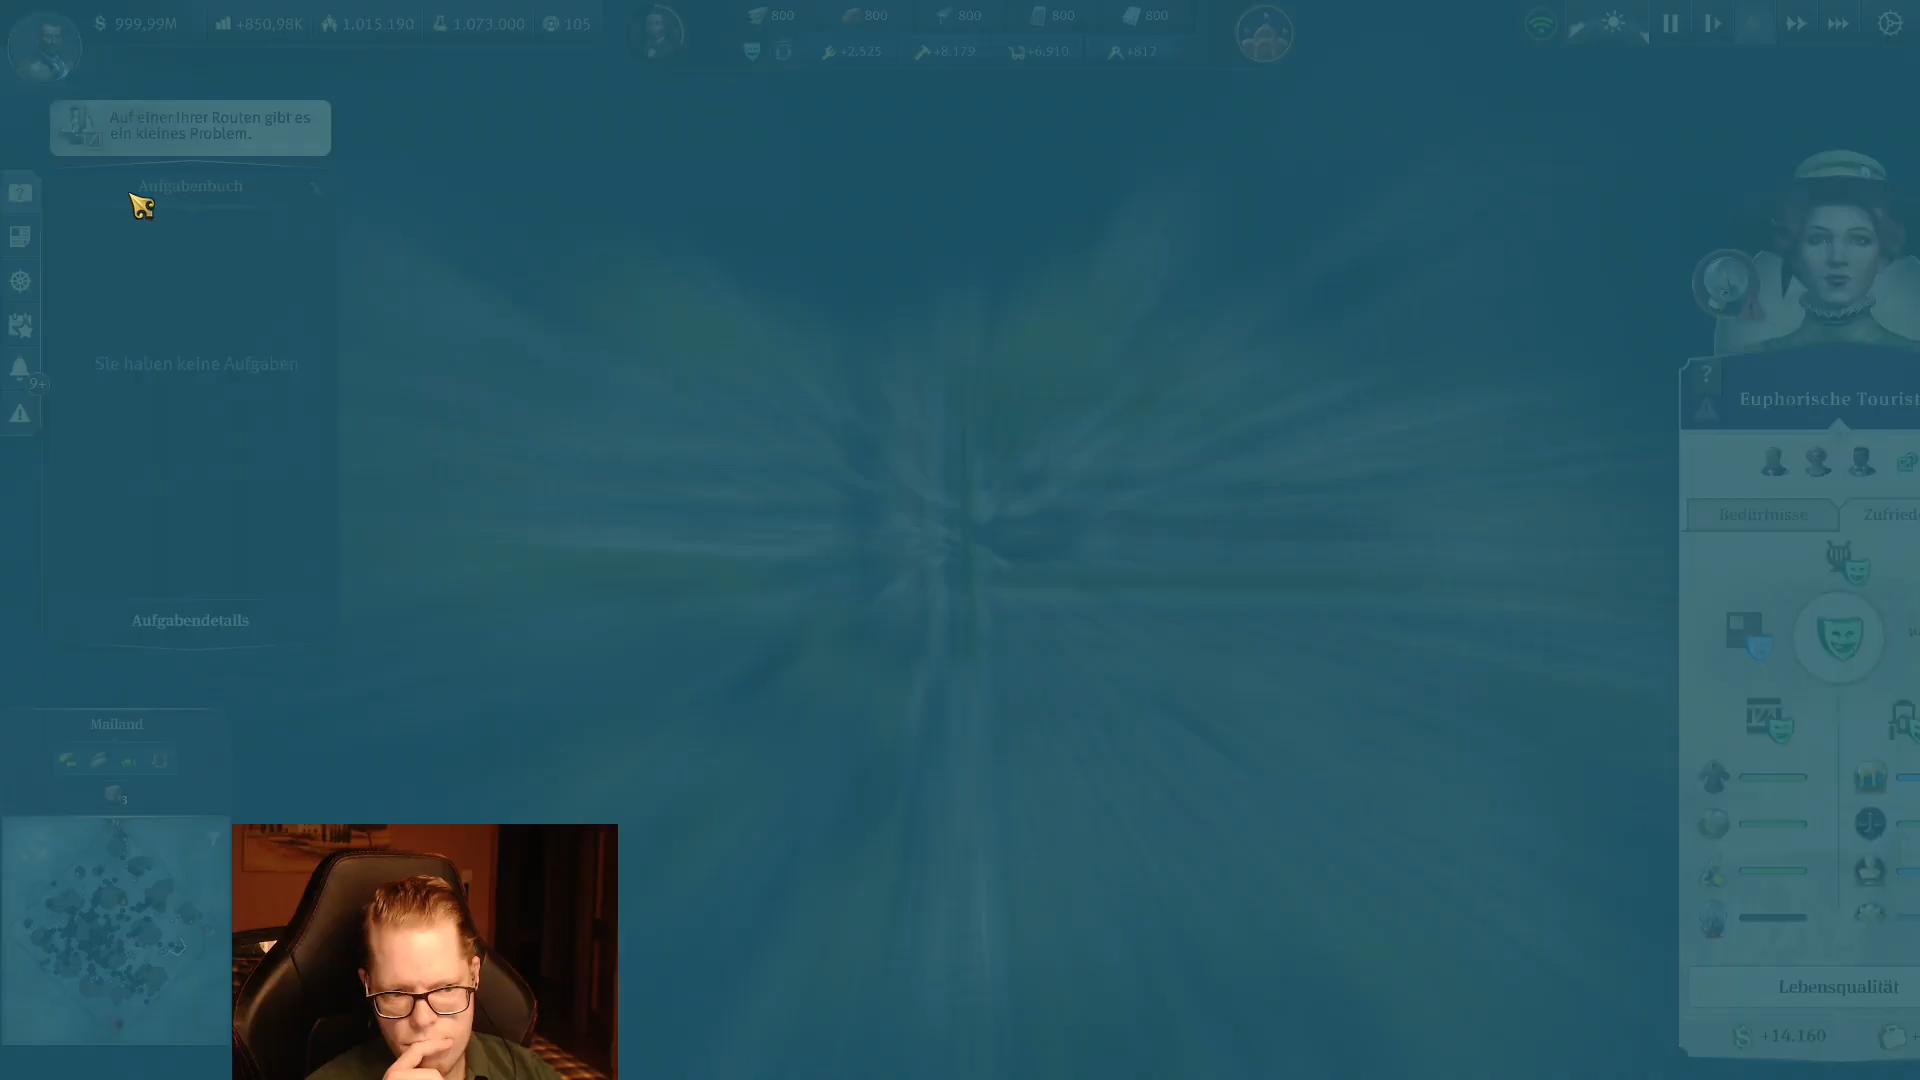 999,99M
+850,98K
1.015.190
1.073.000
105
800
800
800
800
800
+2.525
+8.179
+6.910
+812
Auf einer Ihrer Routen gibt es
ein kleines Problem.
Aufgabenbuch
Sie haben keine Aufgaben
9+
Aufgabendetails
Mailand
3
Euphorische Tourist
Bedürfnisse
Zufried
Lebensqualität
+14.160